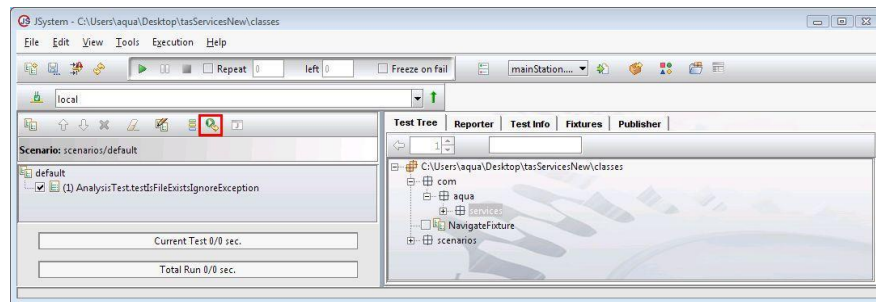 JSystem - C:\Users\aqua\Desktop\tasServicesNew\classes
File Edit View Tools Execution Help
Repeat 0 left 0 Freeze on fail mainStation....
local
Scenario: scenarios/default
default
(1) AnalysisTest.testIsFileExistsIgnoreException
Current Test 0/0 sec.
Total Run 0/0 sec.
Test Tree Reporter Test Info Fixtures Publisher
1
C:\Users\aqua\Desktop\tasServicesNew\classes
com
aqua
services
NavigateFixture
scenarios